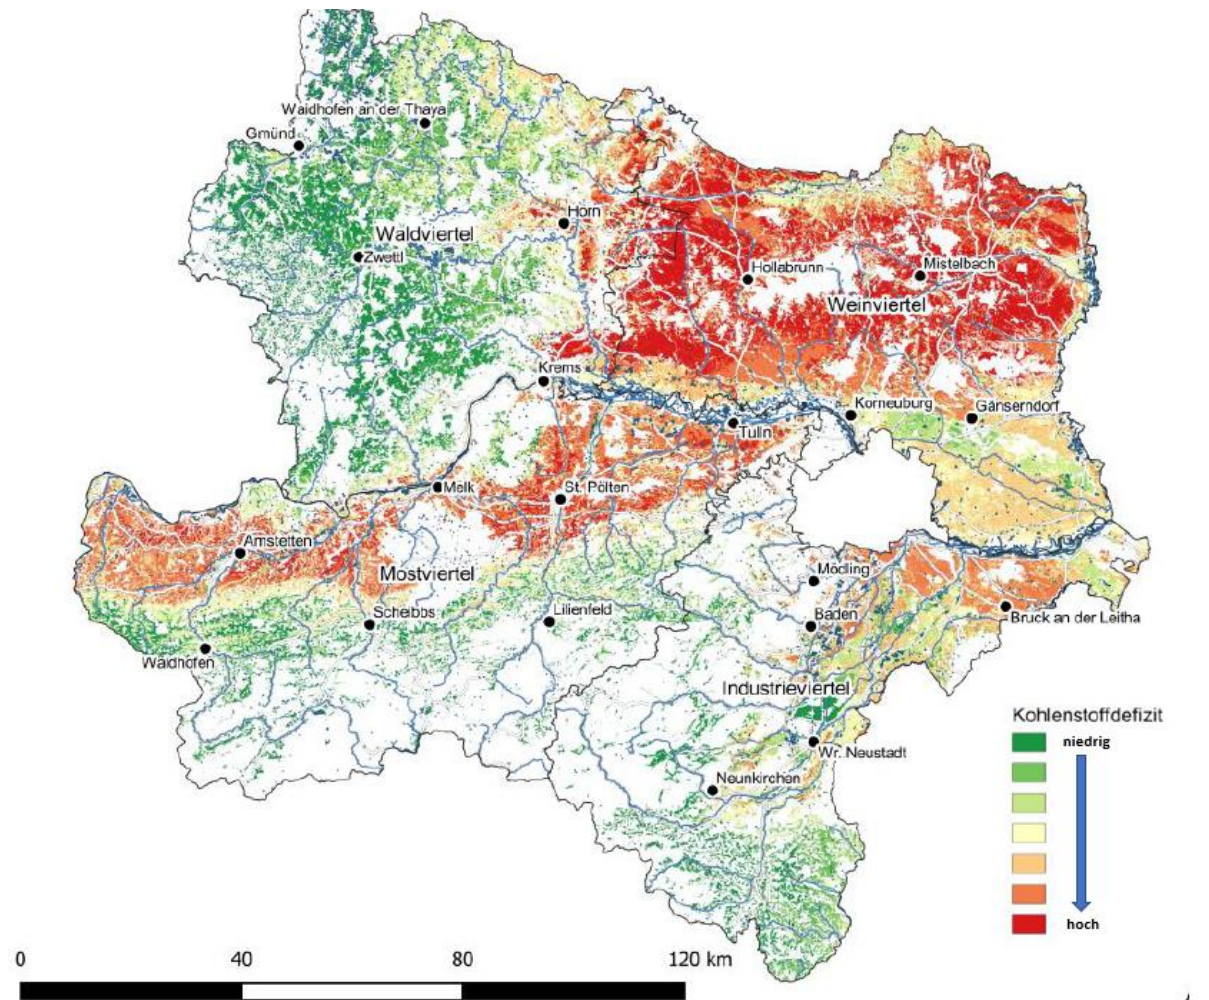 Waidhofen an der Thaya
Gmünd
Horn
Waldviertel
Zwettl
Hollabrunn
Mistelbach
Weinviertel
Krems
Korneuburg
Gänserndorf
Tulln
Melk
St. Pölten
Amstetten
Mostviertel
Mödling
Scheibbs
Lilienfeld
Baden
Bruck an der Leitha
Waidhofen
Industrieviertel
Wr. Neustadt
Neunkirchen
Kohlenstoffdefizit
niedrig
hoch
0 40 80 120 km